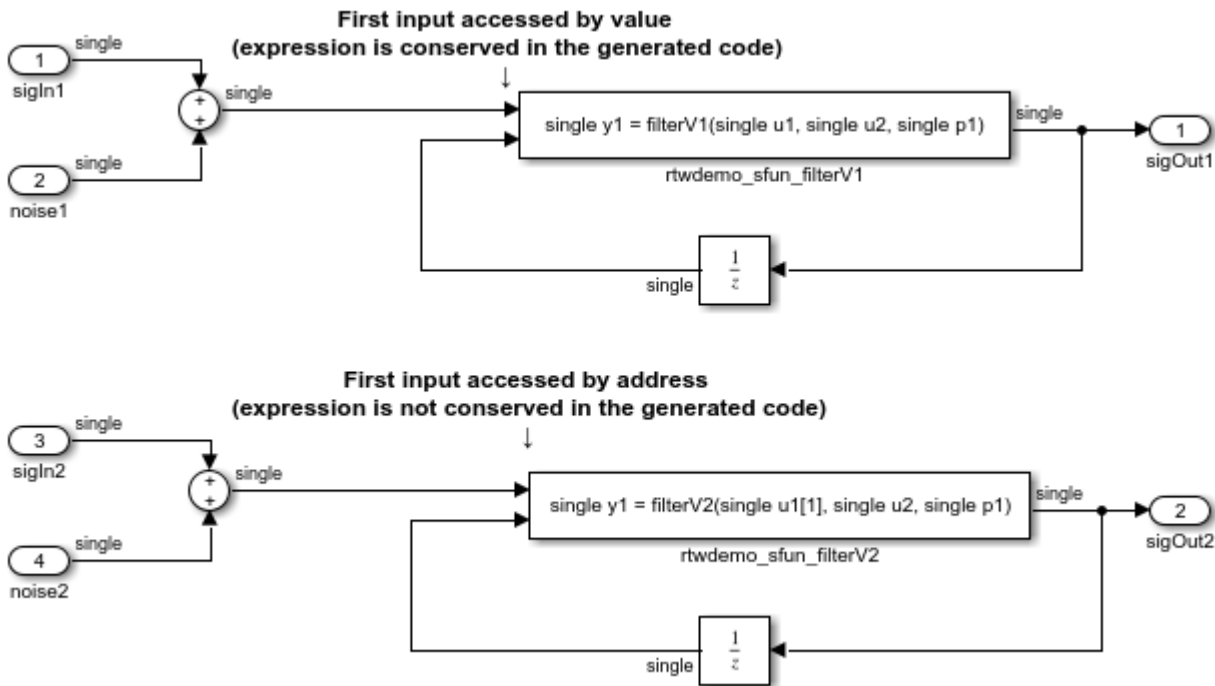 First input accessed by value
(expression is conserved in the generated code)
↓
single
1
sigIn1
+
+
single
single
2
noise1
single y1 = filterV1(single u1, single u2, single p1)
rtwdemo_sfun_filterV1
single
1
sigOut1
single
1
z
First input accessed by address
(expression is not conserved in the generated code)
↓
single
3
sigIn2
+
+
single
single
4
noise2
single y1 = filterV2(single u1[1], single u2, single p1)
rtwdemo_sfun_filterV2
single
2
sigOut2
single
1
z